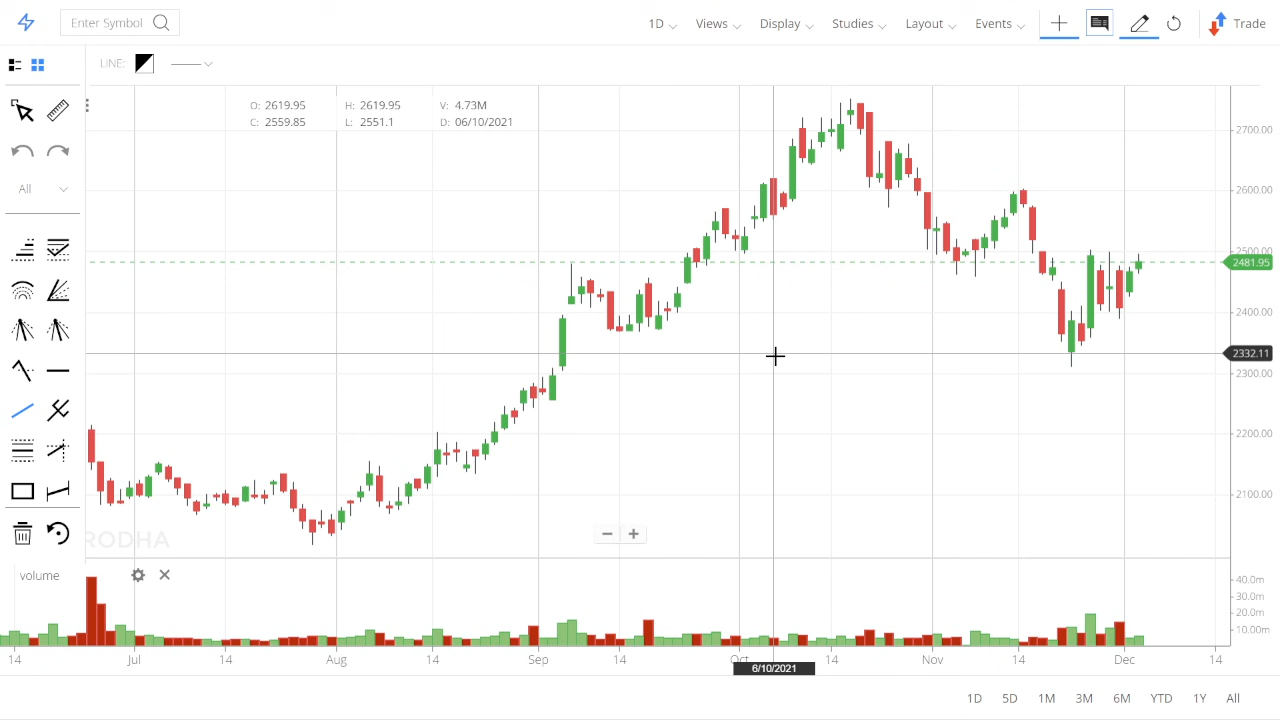 Enter Symbol
1D Views Display Studies Layout Events Trade
LINE:
O: 2619.95 H: 2619.95 V: 4.73M
C: 2559.85 L: 2551.1 D: 06/10/2021
All
2700.00
2600.00
2500.00
2481.95
2400.00
2332.11
2300.00
2200.00
2100.00
RODHA
volume
40.0m
30.0m
20.0m
10.00m
14 Jul 14 Aug 14 Sep 14 Oct 14 Nov 14 Dec 14
6/10/2021
1D 5D 1M 3M 6M YTD 1Y All